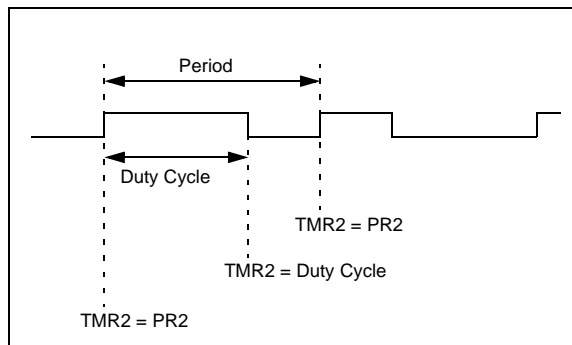 Period
Duty Cycle
TMR2 = PR2
TMR2 = Duty Cycle
TMR2 = PR2